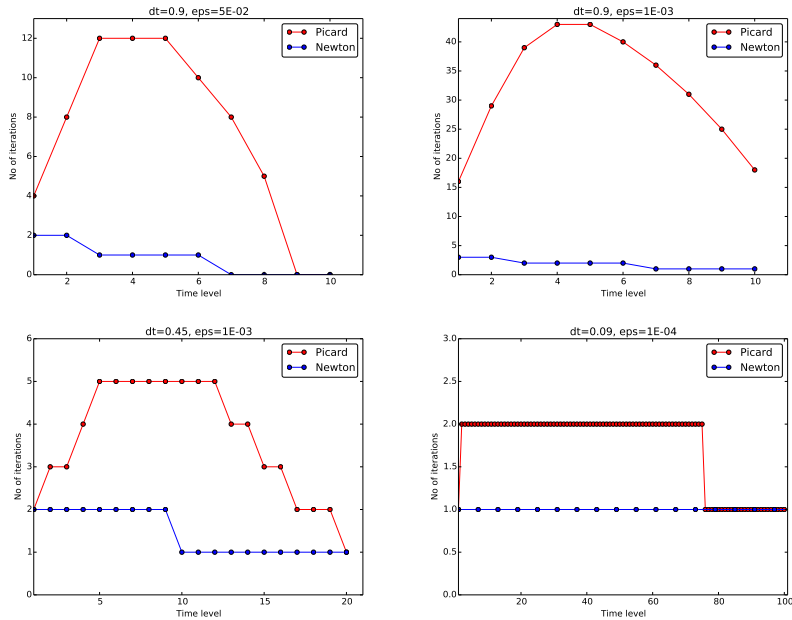 dt=0.9, eps=5E-02
12
10
8
6
4
2
0
2 4 6 8 10
No of iterations
Time level
Picard
Newton
dt=0.9, eps=1E-03
40
35
30
25
20
15
10
5
0
2 4 6 8 10
No of iterations
Time level
Picard
Newton
dt=0.45, eps=1E-03
6
5
4
3
2
1
0
5 10 15 20
No of iterations
Time level
Picard
Newton
dt=0.09, eps=1E-04
3.0
2.5
2.0
1.5
1.0
0.5
0.0
20 40 60 80 100
No of iterations
Time level
Picard
Newton